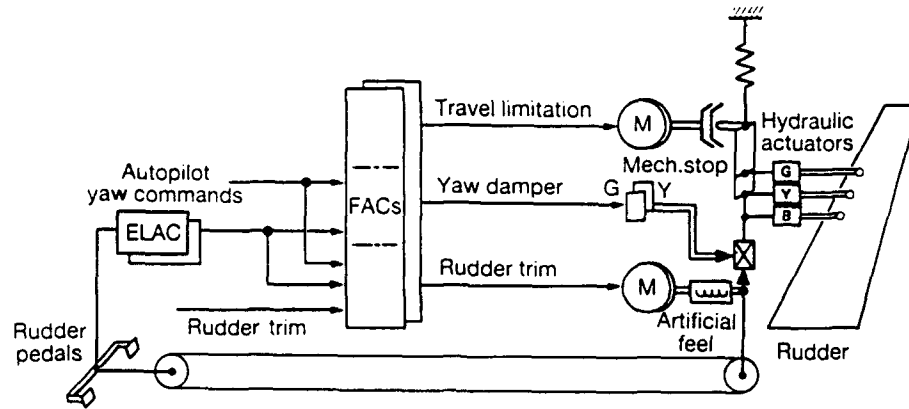 Travel limitation
M
Hydraulic
actuators
Mech.stop
G
Autopilot
yaw commands
Yaw damper
G
Y
Y
FACs
B
ELAC
Rudder trim
M
Rudder trim
Artificial
feel
Rudder
pedals
Rudder